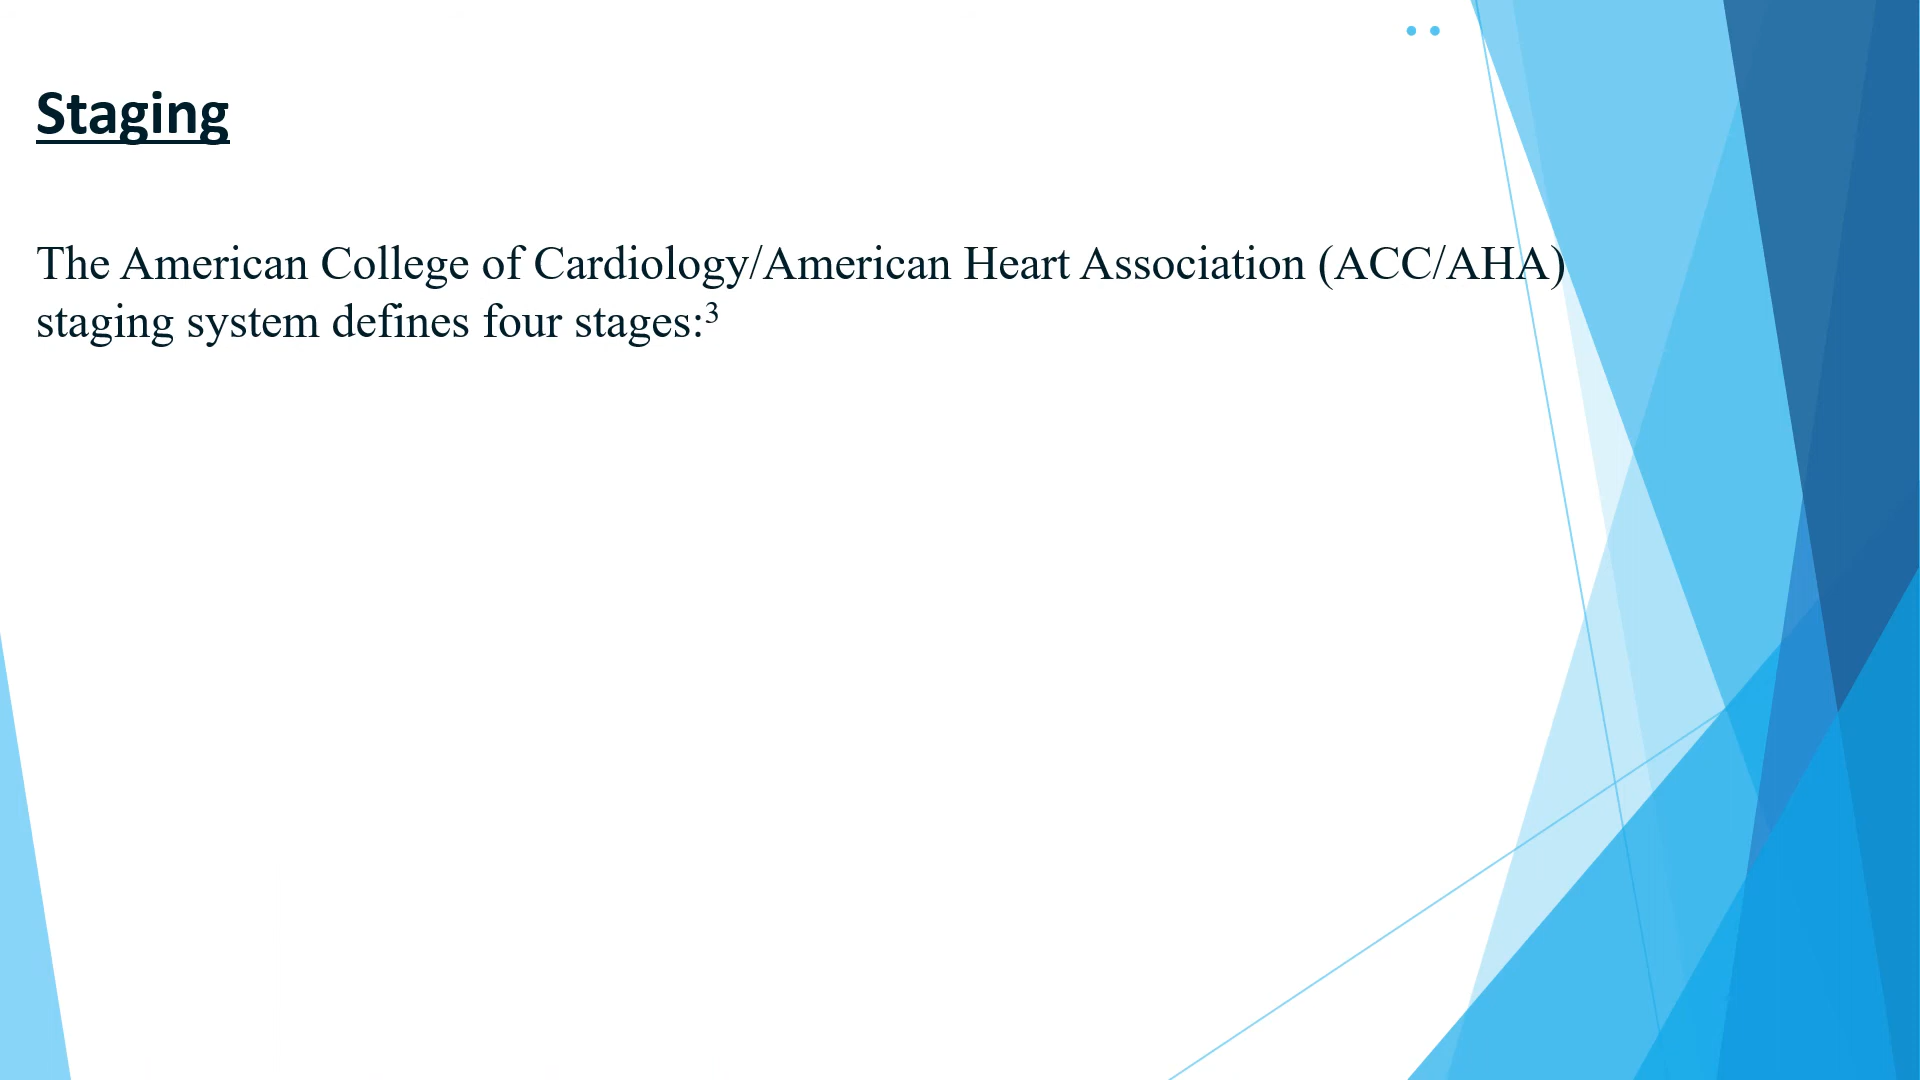 Staging
The American College of Cardiology/American Heart Association (ACC/AHA)
staging system defines four stages:³